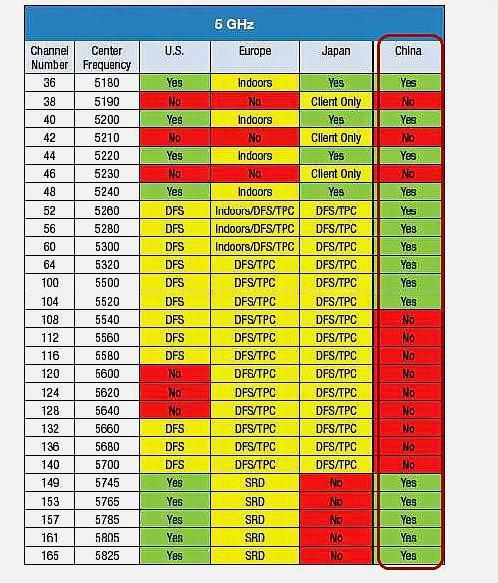 5 GHz
Channel Number Center Frequency U.S. Europe Japan China
36 5180 Yes Indoors Yes Yes
38 5190 No No Client Only No
40 5200 Yes Indoors Yes Yes
42 5210 No No Client Only No
44 5220 Yes Indoors Yes Yes
46 5230 No No Client Only No
48 5240 Yes Indoors Yes Yes
52 5260 DFS Indoors/DFS/TPC DFS/TPC Yes
56 5280 DFS Indoors/DFS/TPC DFS/TPC Yes
60 5300 DFS Indoors/DFS/TPC DFS/TPC Yes
64 5320 DFS DFS/TPC DFS/TPC Yes
100 5500 DFS DFS/TPC DFS/TPC Yes
104 5520 DFS DFS/TPC DFS/TPC Yes
108 5540 DFS DFS/TPC DFS/TPC No
112 5560 DFS DFS/TPC DFS/TPC No
116 5580 DFS DFS/TPC DFS/TPC No
120 5600 No DFS/TPC DFS/TPC No
124 5620 No DFS/TPC DFS/TPC No
128 5640 No DFS/TPC DFS/TPC No
132 5660 DFS DFS/TPC DFS/TPC No
136 5680 DFS DFS/TPC DFS/TPC No
140 5700 DFS DFS/TPC DFS/TPC No
149 5745 Yes SRD No Yes
153 5765 Yes SRD No Yes
157 5785 Yes SRD No Yes
161 5805 Yes SRD No Yes
165 5825 Yes SRD No Yes